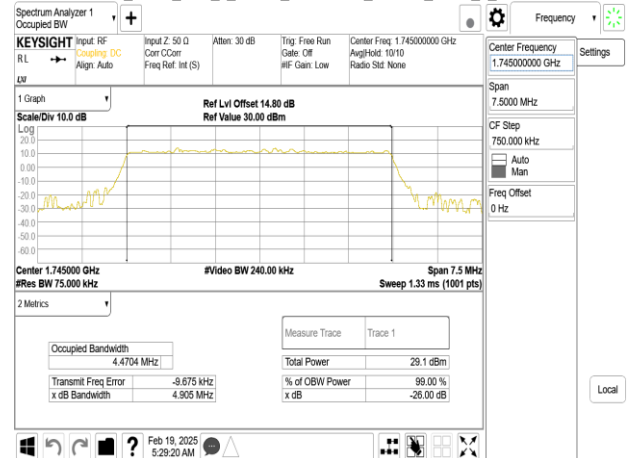 Spectrum Analyzer 1
Occupied BW
Frequency
KEYSIGHT
R L
LXI
Input: RF
Coupling: DC
Align: Auto
Input Z: 50 Ω
Corr CCorr
Freq Ref: Int (S)
Atten: 30 dB
Trig: Free Run
Gate: Off
#IF Gain: Low
Center Freq: 1.745000000 GHz
Avg|Hold: 10/10
Radio Std: None
Center Frequency
1.745000000 GHz
Settings
Span
7.5000 MHz
CF Step
750.000 kHz
Auto
Man
Freq Offset
0 Hz
Local
1 Graph
Scale/Div 10.0 dB
Ref Lvl Offset 14.80 dB
Ref Value 30.00 dBm
Log
20.0
10.0
0.00
-10.0
-20.0
-30.0
-40.0
-50.0
-60.0
Center 1.745000 GHz
#Video BW 240.00 kHz
Span 7.5 MHz
#Res BW 75.000 kHz
Sweep 1.33 ms (1001 pts)
2 Metrics
Measure Trace Trace 1
Occupied Bandwidth
4.4704 MHz
Total Power 29.1 dBm
Transmit Freq Error -9.675 kHz
% of OBW Power 99.00 %
x dB Bandwidth 4.905 MHz
x dB -26.00 dB
Feb 19, 2025
5:29:20 AM